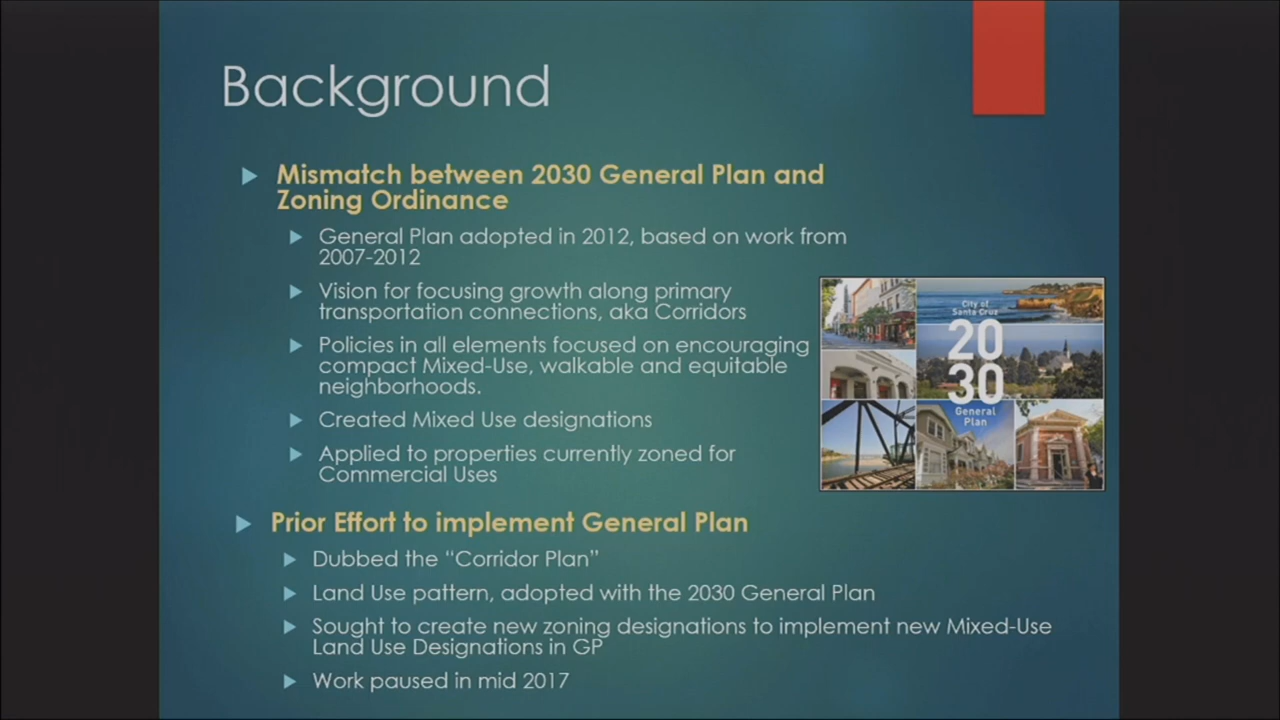 Background
Mismatch between 2030 General Plan and
Zoning Ordinance
General Plan adopted in 2012, based on work from
2007-2012
Vision for focusing growth along primary
transportation connections, aka Corridors
Policies in all elements focused on encouraging
compact Mixed-Use, walkable and equitable
neighborhoods.
Created Mixed Use designations
Applied to properties currently zoned for
Commercial Uses
City of
Santa Cruz
20
30
General
Plan
Prior Effort to implement General Plan
Dubbed the “Corridor Plan”
Land Use pattern, adopted with the 2030 General Plan
Sought to create new zoning designations to implement new Mixed-Use
Land Use Designations in GP
Work paused in mid 2017